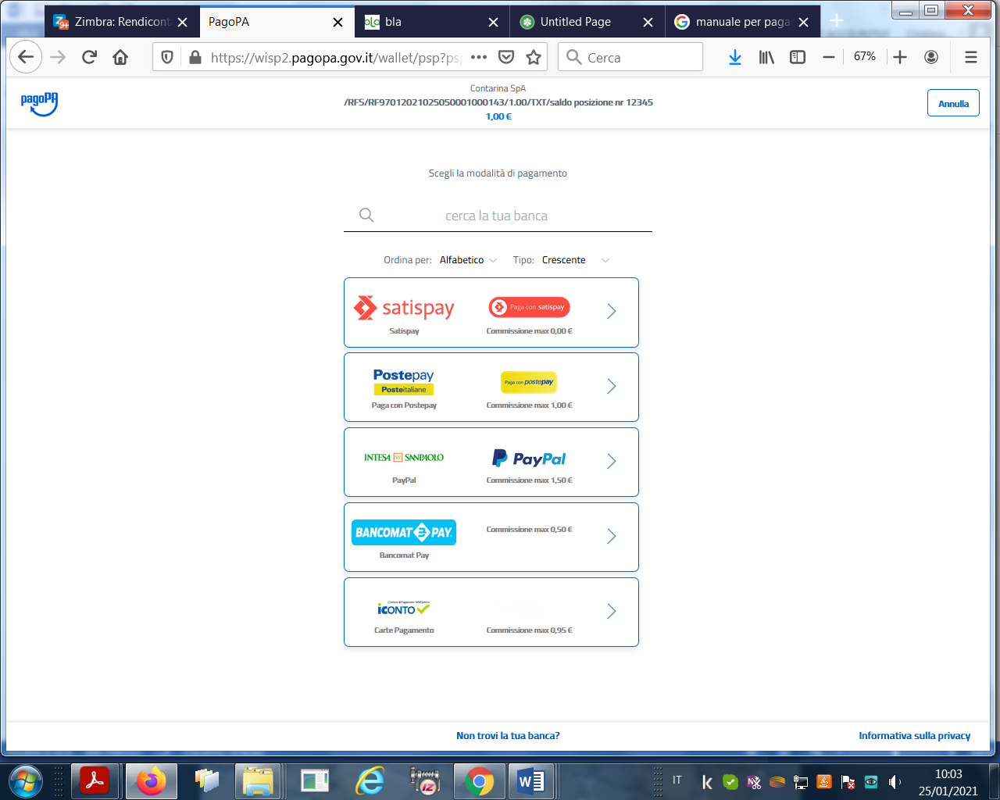 Zimbra: Rendicont
PagoPA
bla
Untitled Page
manuale per paga
https://wisp2.pagopa.gov.it/wallet/psp?psp
Cerca
67%
pagoPA
Contarina SpA
/RFS/RF97012021025050001000143/1.00/TXT/saldo posizione nr 12345
1,00 €
Annulla
Scegli la modalità di pagamento
cerca la tua banca
Ordina per: Alfabetico Tipo: Crescente
satispay
Paga con satispay
Satispay
Commissione max 0,00 €
Postepay
Posteitaliane
Paga con postepay
Paga con Postepay
Commissione max 1,00 €
INTESA SANPAOLO
PayPal
PayPal
Commissione max 1,50 €
BANCOMAT PAY
Commissione max 0,50 €
Bancomat Pay
iCONTO
Carte Pagamento
Commissione max 0,95 €
Non trovi la tua banca?
Informativa sulla privacy
IT
10:03
25/01/2021